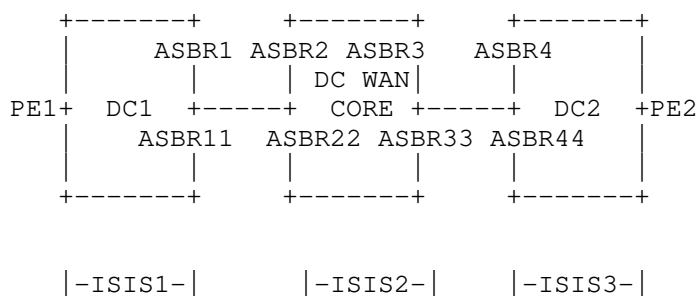 +-------+ +-------+ +-------+
| ASBR1 ASBR2 ASBR3 ASBR4 |
| | | DC WAN| | |
PE1+ DC1 +-----+ CORE +-----+ DC2 +PE2
| ASBR11 ASBR22 ASBR33 ASBR44 |
| | | | | |
+-------+ +-------+ +-------+
|-ISIS1-| |-ISIS2-| |-ISIS3-|